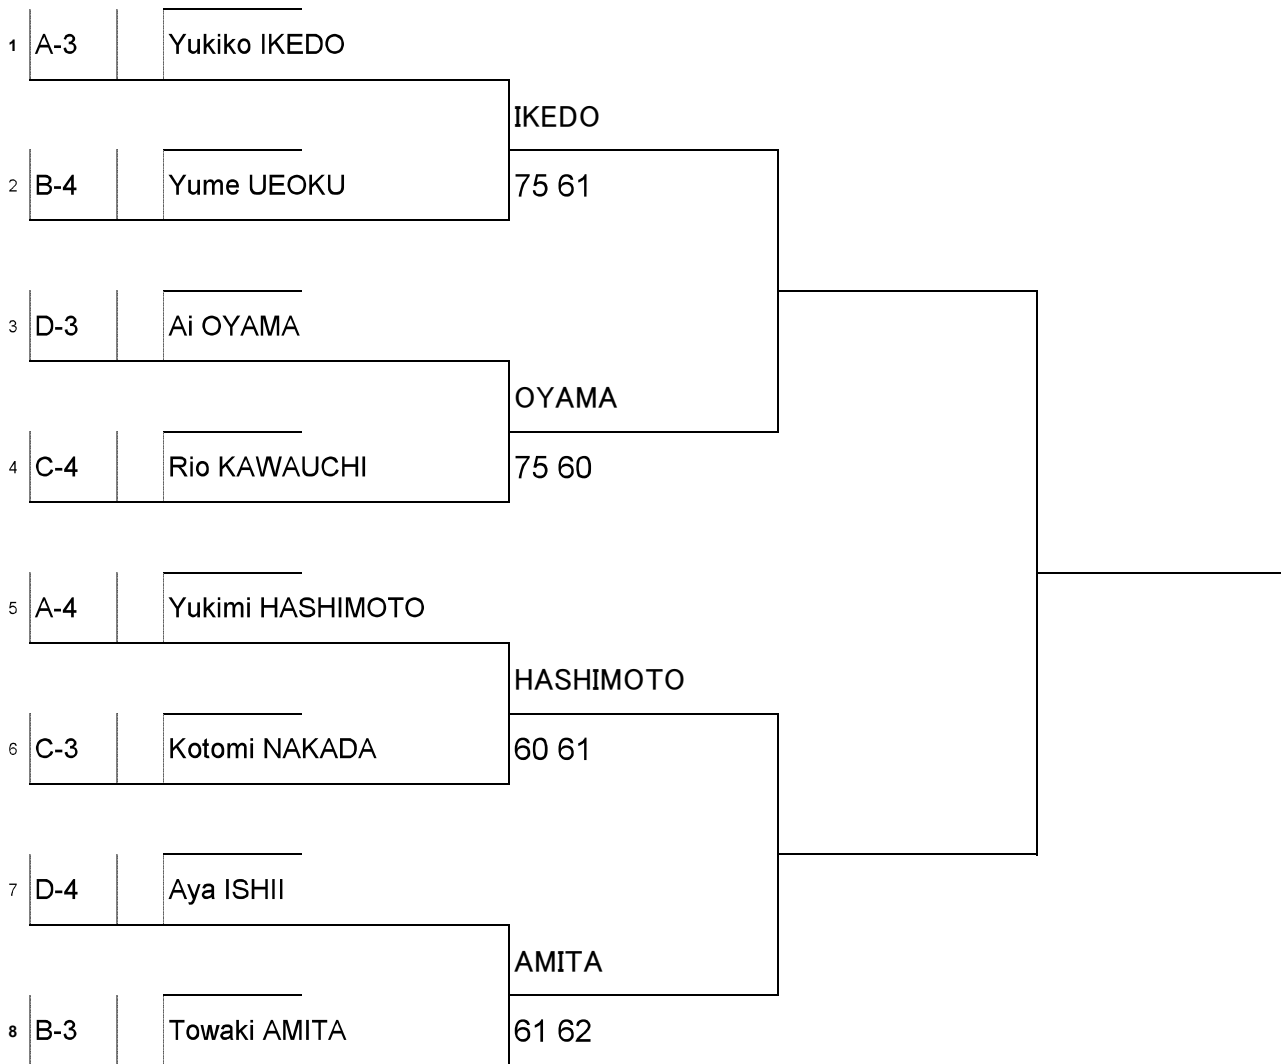 1 A-3 Yukiko IKEDO
IKEDO
2 B-4 Yume UEOKU 75 61
3 D-3 Ai OYAMA
OYAMA
4 C-4 Rio KAWAUCHI 75 60
5 A-4 Yukimi HASHIMOTO
HASHIMOTO
6 C-3 Kotomi NAKADA 60 61
7 D-4 Aya ISHII
AMITA
8 B-3 Towaki AMITA 61 62